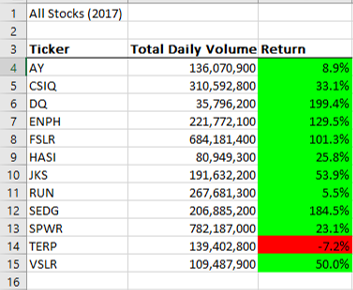 1 All Stocks (2017)
2
3 Ticker Total Daily Volume Return
4 AY 136,070,900 8.9%
5 CSIQ 310,592,800 33.1%
6 DQ 35,796,200 199.4%
7 ENPH 221,772,100 129.5%
8 FSLR 684,181,400 101.3%
9 HASI 80,949,300 25.8%
10 JKS 191,632,200 53.9%
11 RUN 267,681,300 5.5%
12 SEDG 206,885,200 184.5%
13 SPWR 782,187,000 23.1%
14 TERP 139,402,800 -7.2%
15 VSLR 109,487,900 50.0%
16